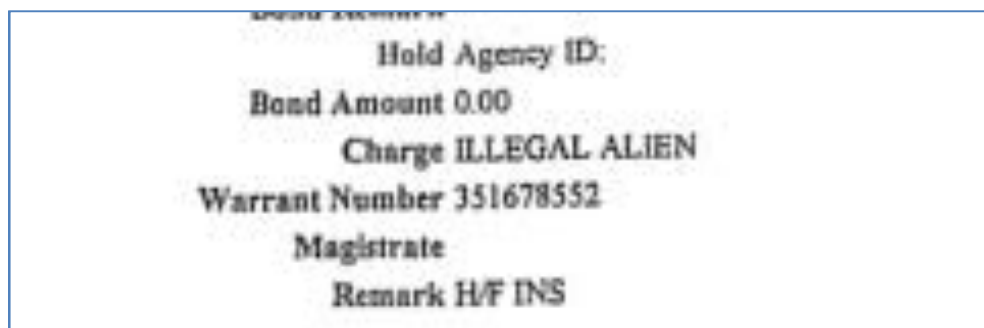 Hold Agency ID:
Bond Amount 0.00
Charge ILLEGAL ALIEN
Warrant Number 351678552
Magistrate
Remark H/F INS